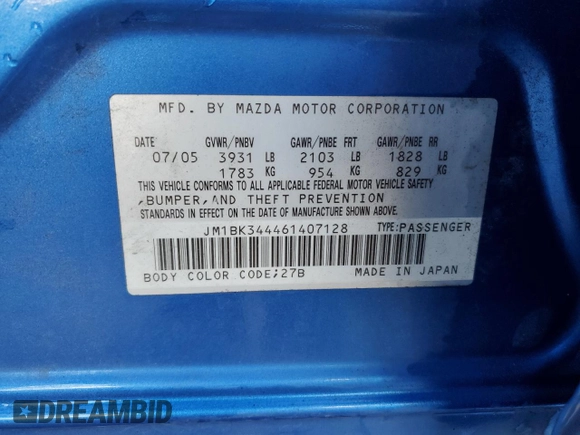 MFD. BY MAZDA MOTOR CORPORATION
DATE GVWR/PNBV GAWR/PNBE FRT GAWR/PNBE RR
07/05 3931 LB 2103 LB 1828 LB
1783 KG 954 KG 829 KG
THIS VEHICLE CONFORMS TO ALL APPLICABLE FEDERAL MOTOR VEHICLE SAFETY
,BUMPER,AND THEFT PREVENTION
STANDARDS IN EFFECT ON THE DATE OF MANUFACTURE SHOWN ABOVE.
JM1BK344461407128 TYPE:PASSENGER
BODY COLOR CODE;27B MADE IN JAPAN
DREAMBID